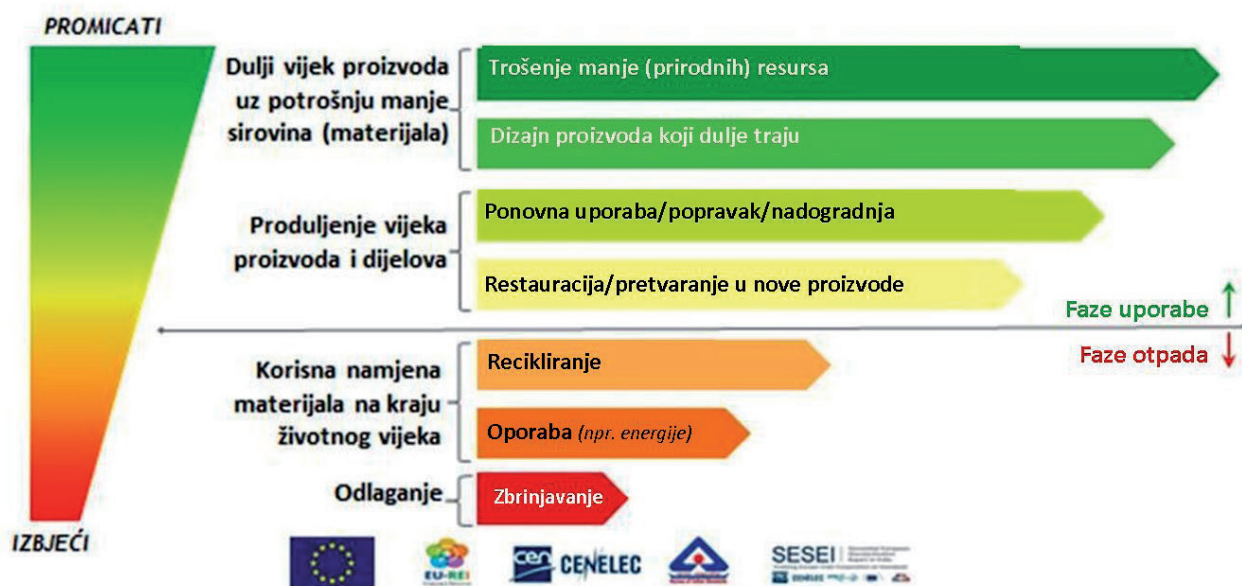 PROMICATI
Dulji vijek proizvoda
uz potrošnju manje
sirovina (materijala)
Trošenje manje (prirodnih) resursa
Dizajn proizvoda koji dulje traju
Produljenje vijeka
proizvoda i dijelova
Ponovna uporaba/popravak/nadogradnja
Restauracija/pretvaranje u nove proizvode
Faze uporabe
Faze otpada
Korisna namjena
materijala na kraju
životnog vijeka
Recikliranje
Oporaba (npr. energije)
Odlaganje
Zbrinjavanje
IZBJEĆI
EU-REI
cen
CENELEC
SESEI
CENELEC